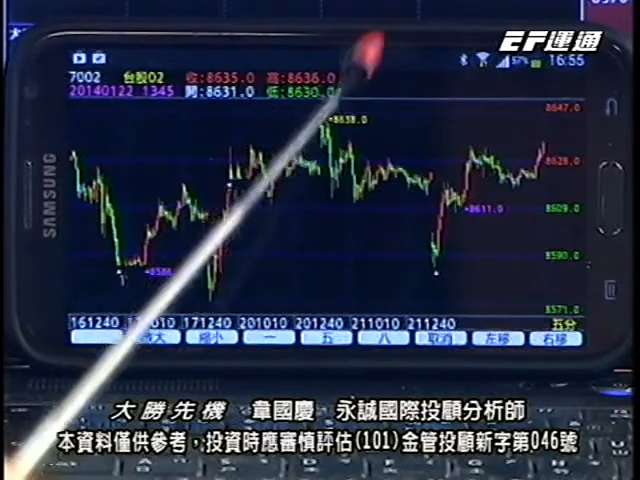 EF運通
57% 16:55
7002 台股02 收:8635.0 高:8636.0
20140122 1345 開:8631.0 低:8630.0
8647.0
8638.0
8628.0
8611.0
8609.0
8590.0
8571.0
SAMSUNG
161240 171240 201010 201240 211010 211240 五分
縮小 一 五 八 取消 左移 右移
大勝先機 韋國慶 永誠國際投顧分析師
本資料僅供參考，投資時應審慎評估(101)金管投顧新字第046號